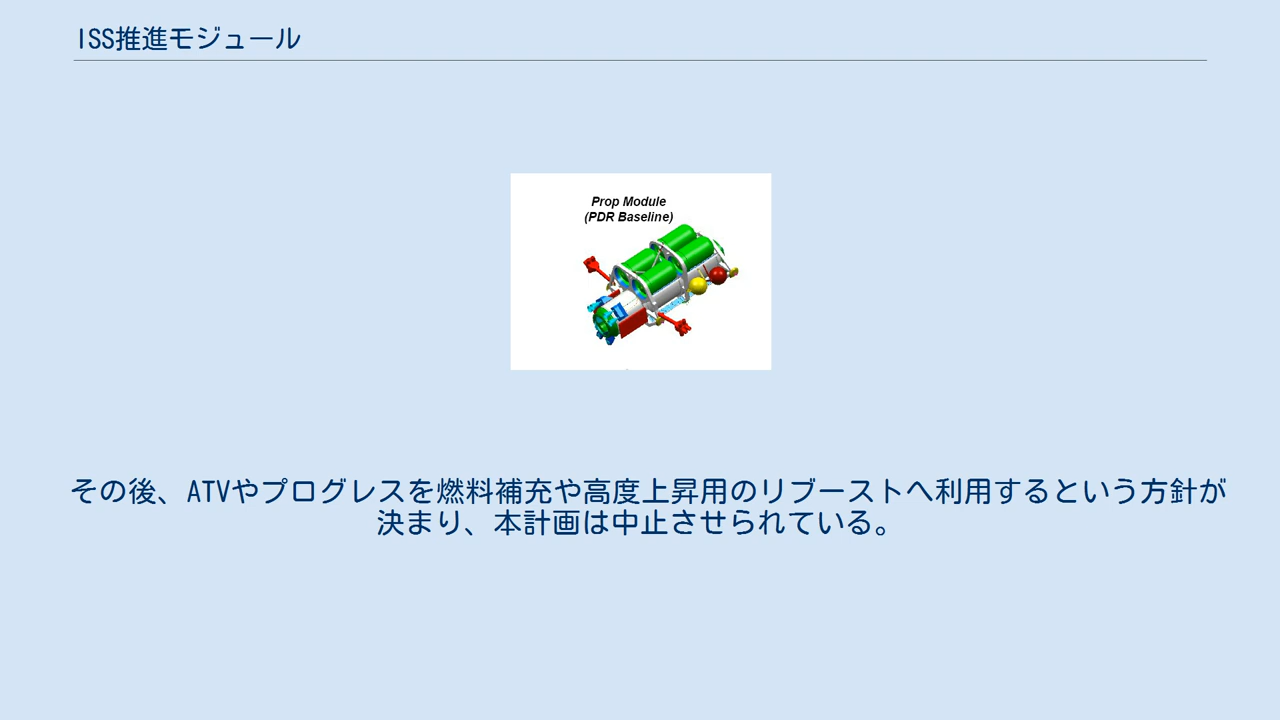 ISS推進モジュール
Prop Module
(PDR Baseline)
その後、ATVやプログレスを燃料補充や高度上昇用のリブーストへ利用するという方針が
決まり、本計画は中止させられている。